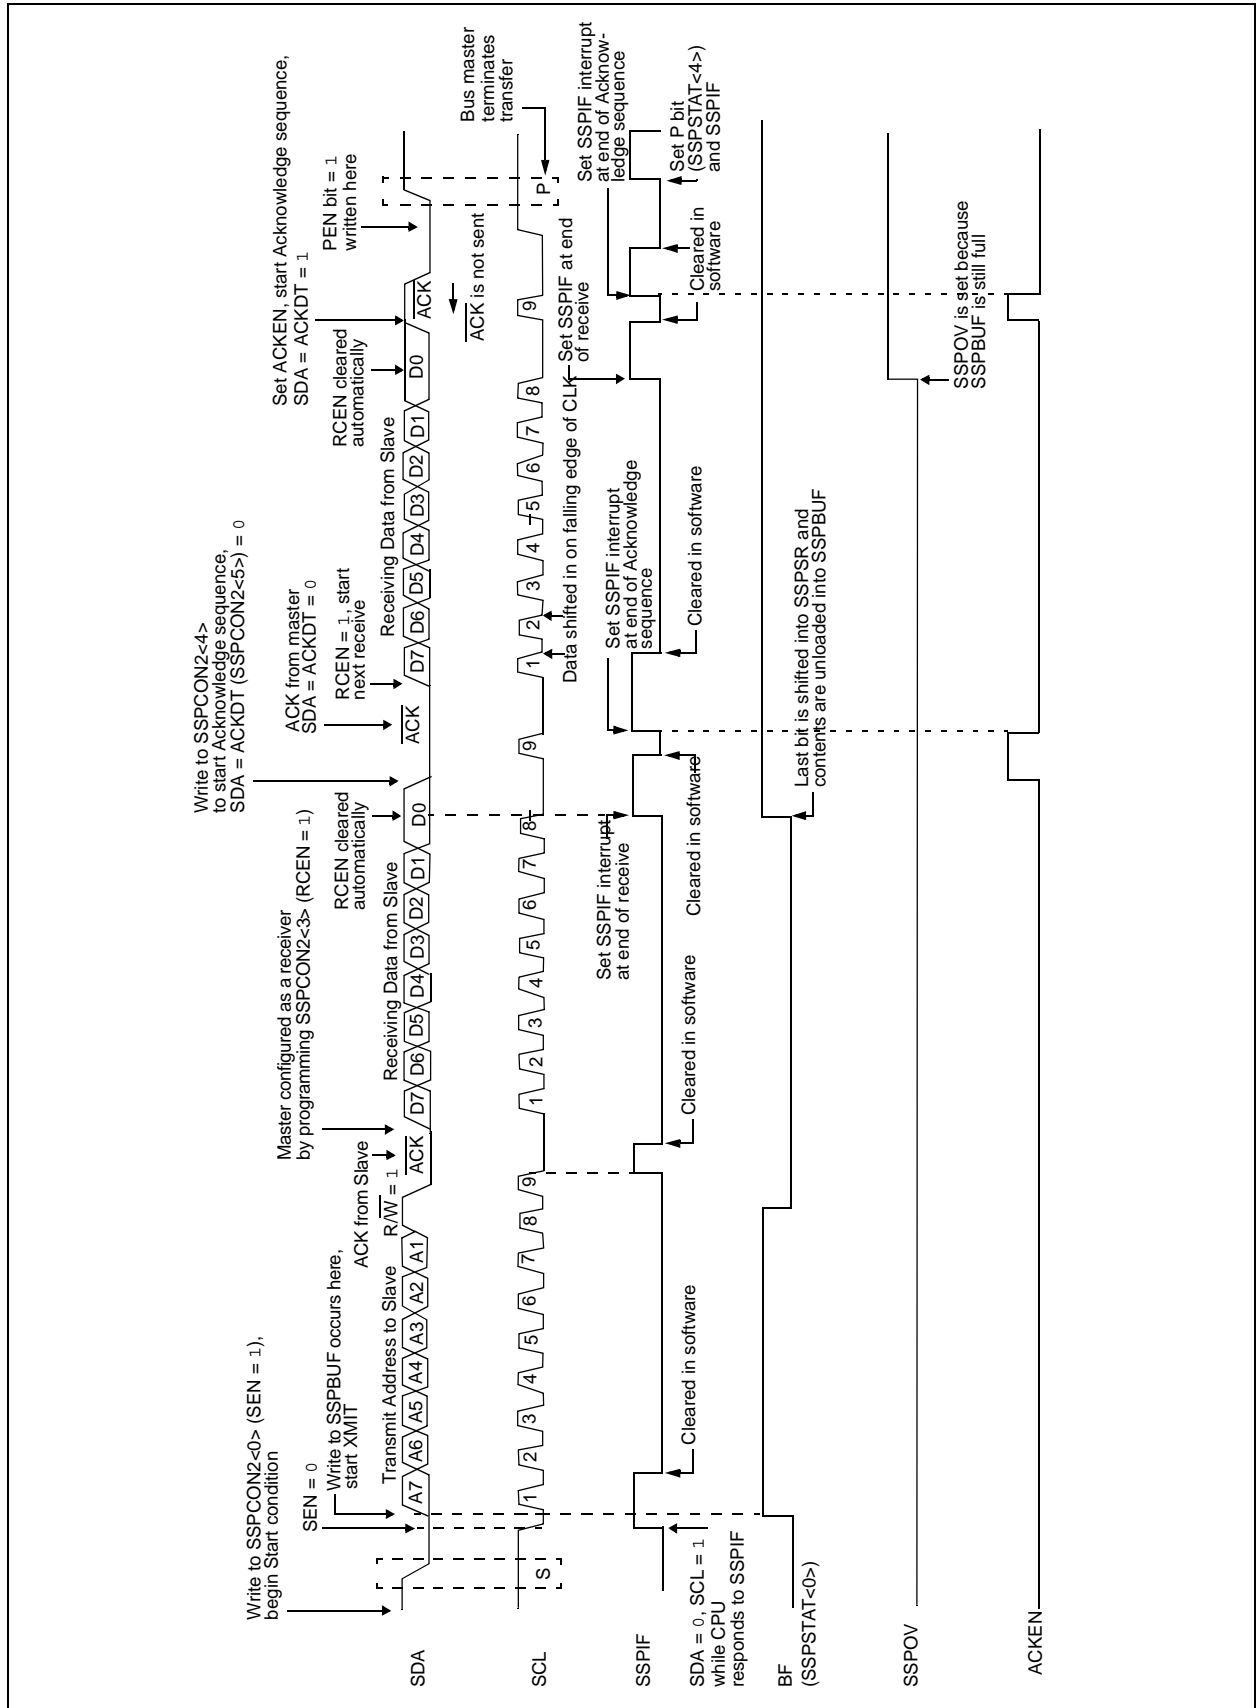 Write to SSPCON2<0> (SEN = 1),
begin Start condition
SEN = 0
Write to SSPBUF occurs here,
start XMIT
Transmit Address to Slave
ACK from Slave
R/W = 1
Master configured as a receiver
by programming SSPCON2<3> (RCEN = 1)
Receiving Data from Slave
RCEN cleared
automatically
Write to SSPCON2<4>
to start Acknowledge sequence,
SDA = ACKDT (SSPCON2<5>) = 0
ACK from master
SDA = ACKDT = 0
RCEN = 1, start
next receive
Receiving Data from Slave
RCEN cleared
automatically
Set ACKEN, start Acknowledge sequence,
SDA = ACKDT = 1
PEN bit = 1
written here
SDA
A7 A6 A5 A4 A3 A2 A1 ACK D7 D6 D5 D4 D3 D2 D1 D0 ACK D7 D6 D5 D4 D3 D2 D1 D0 ACK
ACK is not sent
Bus master
terminates
transfer
SCL
S 1 2 3 4 5 6 7 8 9 1 2 3 4 5 6 7 8 9 1 2 3 4 5 6 7 8 9 P
Data shifted in on falling edge of CLK
Set SSPIF at end
of receive
Set SSPIF interrupt
at end of Acknow-
ledge sequence
Set SSPIF interrupt
at end of Acknowledge
sequence
Set SSPIF interrupt
at end of receive
SSPIF
Cleared in software
Cleared in software
Cleared in software
Cleared in software
Cleared in software
Cleared in
software
Set P bit
(SSPSTAT<4>)
and SSPIF
SDA = 0, SCL = 1
while CPU
responds to SSPIF
BF
(SSPSTAT<0>)
Last bit is shifted into SSPSR and
contents are unloaded into SSPBUF
SSPOV
SSPOV is set because
SSPBUF is still full
ACKEN